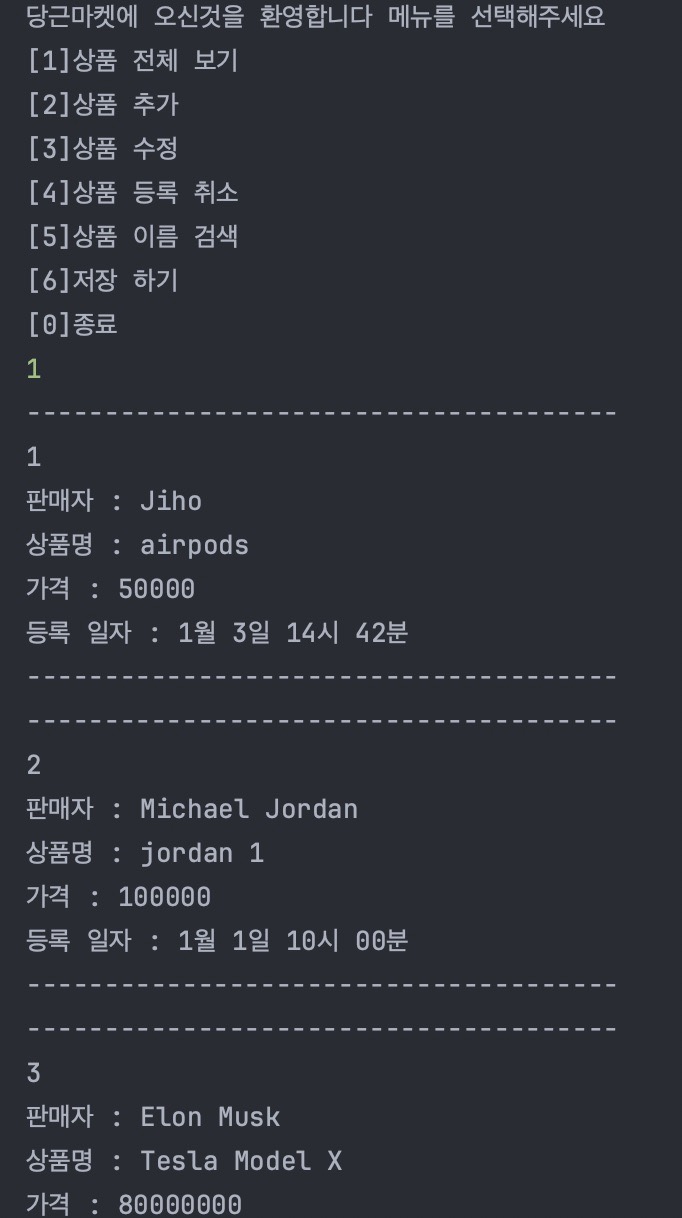 당근마켓에 오신것을 환영합니다 메뉴를 선택해주세요
[1]상품 전체 보기
[2]상품 추가
[3]상품 수정
[4]상품 등록 취소
[5]상품 이름 검색
[6]저장 하기
[0]종료
1
--------------------------------------
1
판매자 : Jiho
상품명 : airpods
가격 : 50000
등록 일자 : 1월 3일 14시 42분
--------------------------------------
--------------------------------------
2
판매자 : Michael Jordan
상품명 : jordan 1
가격 : 100000
등록 일자 : 1월 1일 10시 00분
--------------------------------------
--------------------------------------
3
판매자 : Elon Musk
상품명 : Tesla Model X
가격 : 80000000